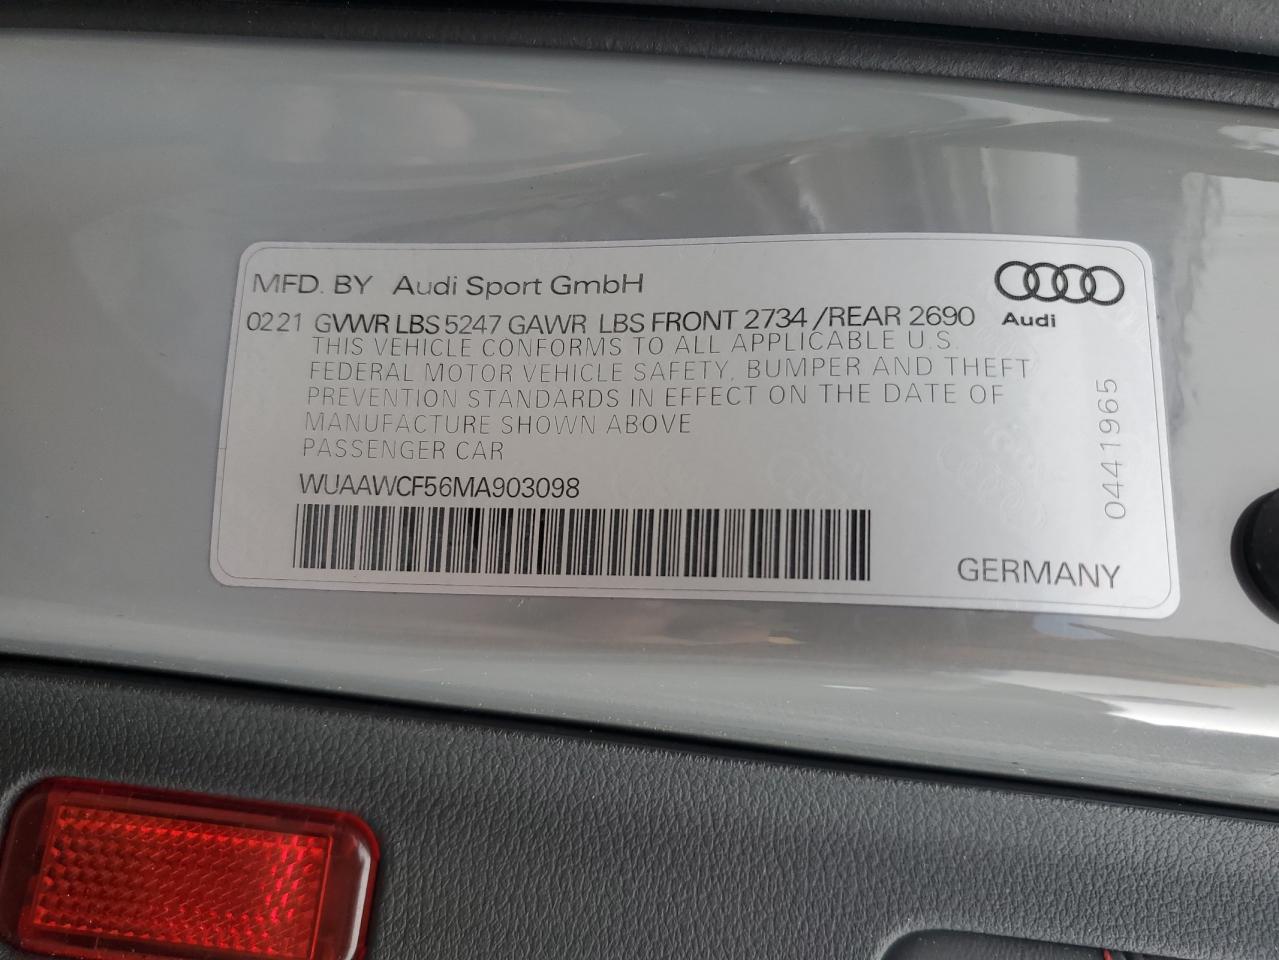 MFD. BY Audi Sport GmbH
0221 GVWR LBS 5247 GAWR LBS FRONT 2734 /REAR 2690
Audi
THIS VEHICLE CONFORMS TO ALL APPLICABLE U.S.
FEDERAL MOTOR VEHICLE SAFETY, BUMPER AND THEFT
PREVENTION STANDARDS IN EFFECT ON THE DATE OF
MANUFACTURE SHOWN ABOVE
PASSENGER CAR
WUAAWCF56MA903098
0441965
GERMANY